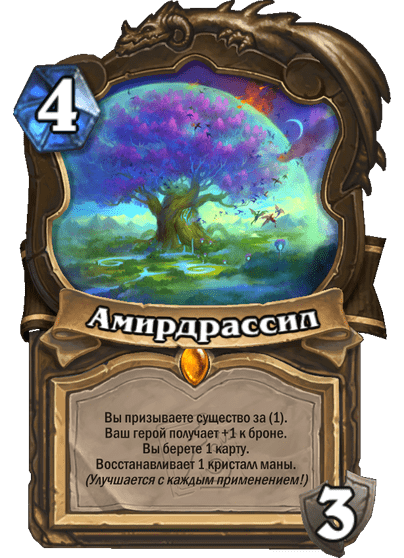 4
Амирдрассил
Вы призываете существо за (1).
Ваш герой получает +1 к броне.
Вы берете 1 карту.
Восстанавливает 1 кристалл маны.
(Улучшается с каждым применением!)
3